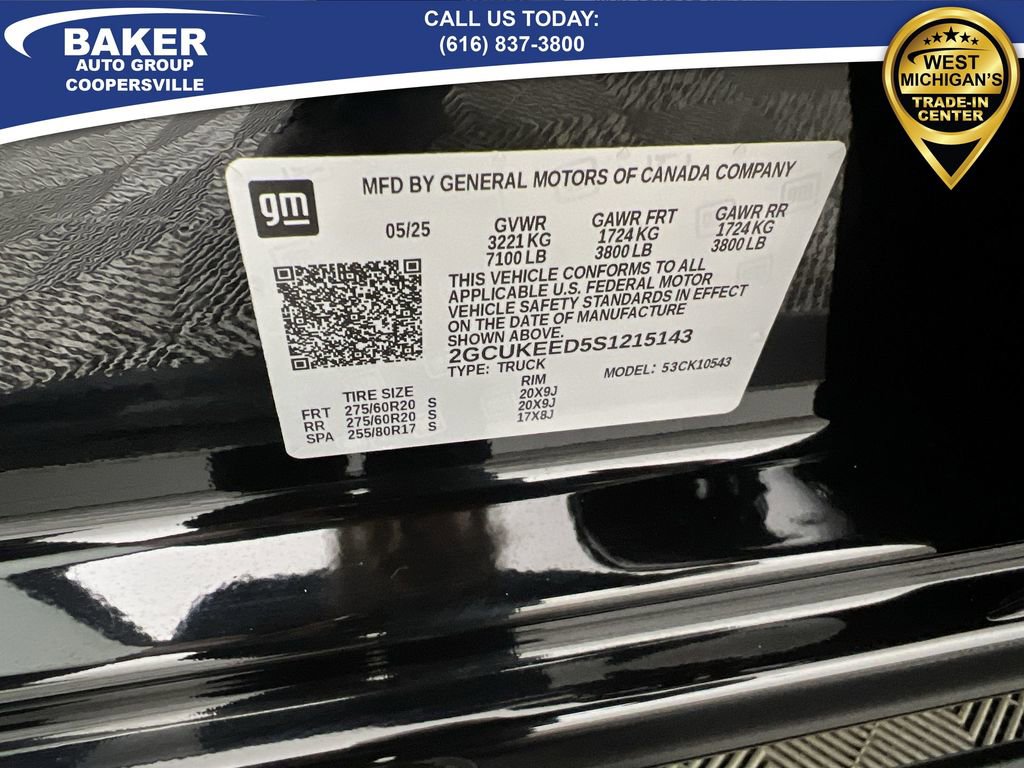 BAKER
AUTO GROUP
COOPERSVILLE
CALL US TODAY:
(616) 837-3800
WEST
MICHIGAN'S
TRADE-IN
CENTER
gm
MFD BY GENERAL MOTORS OF CANADA COMPANY
05/25
GVWR
3221 KG
7100 LB
GAWR FRT
1724 KG
3800 LB
GAWR RR
1724 KG
3800 LB
THIS VEHICLE CONFORMS TO ALL
APPLICABLE U.S. FEDERAL MOTOR
VEHICLE SAFETY STANDARDS IN EFFECT
ON THE DATE OF MANUFACTURE
SHOWN ABOVE.
2GCUKEED5S1215143
TYPE: TRUCK
MODEL: 53CK10543
TIRE SIZE RIM
FRT 275/60R20 S 20X9J
RR 275/60R20 S 20X9J
SPA 255/80R17 S 17X8J